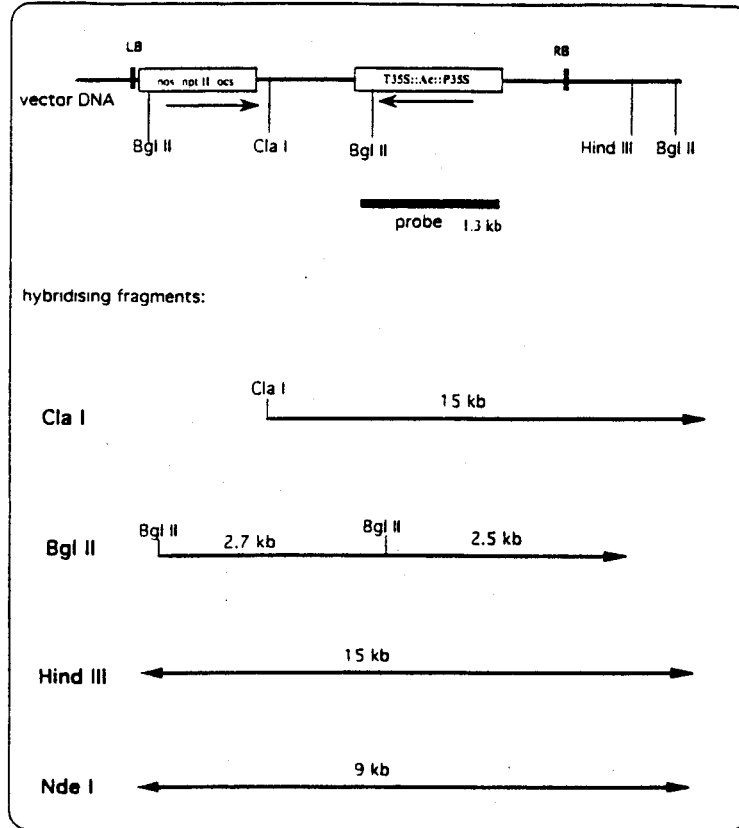 LB
RB
nos npt II ocs
T35S::Ac::P35S
vector DNA
Bgl II
Cla I
Bgl II
Hind III
Bgl II
probe 1.3 kb
hybridising fragments:
Cla I
Cla I
15 kb
Bgl II
Bgl II
2.7 kb
Bgl II
2.5 kb
Hind III
15 kb
Nde I
9 kb